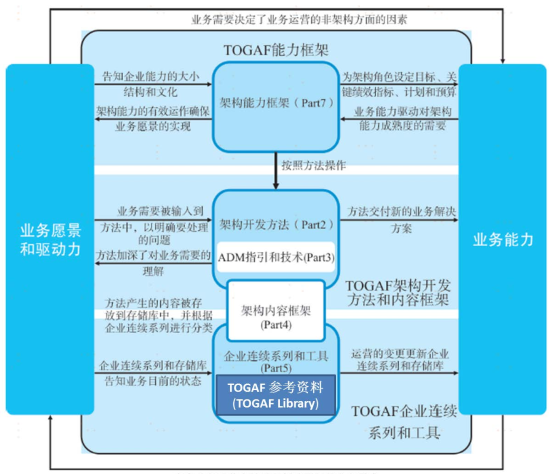 业务需要决定了业务运营的非架构方面的因素
TOGAF能力框架
告知企业能力的大小
结构和文化
架构能力的有效运作确保
业务愿景的实现
架构能力框架(Part7)
为架构角色设定目标、关
键绩效指标、计划和预算
业务能力驱动对架构
能力成熟度的需要
按照方法操作
业务愿景
和驱动力
业务能力
业务需要被输入到
方法中，以明确要处理
的问题
方法加深了对业务需要的
理解
架构开发方法(Part2)
ADM指引和技术(Part3)
方法交付新的业务解决
方案
TOGAF架构开发
方法和内容框架
方法产生的内容被存
放到存储库中，并根据
企业连续系列进行分类
架构内容框架
(Part4)
企业连续系列和存储库
告知业务目前的状态
企业连续系列和工具
(Part5)
TOGAF 参考资料
(TOGAF Library)
运营的变更更新企业
连续系列和存储库
TOGAF企业连续
系列和工具